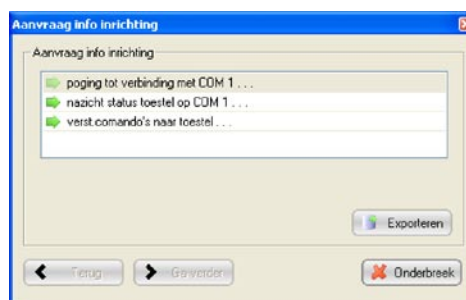 Aanvraag info inrichting
Aanvraag info inrichting
poging tot verbinding met COM 1 . . .
nazicht status toestel op COM 1 . . .
verst.comando's naar toestel . . .
Exporteren
Terug
Ga verder
Onderbreek